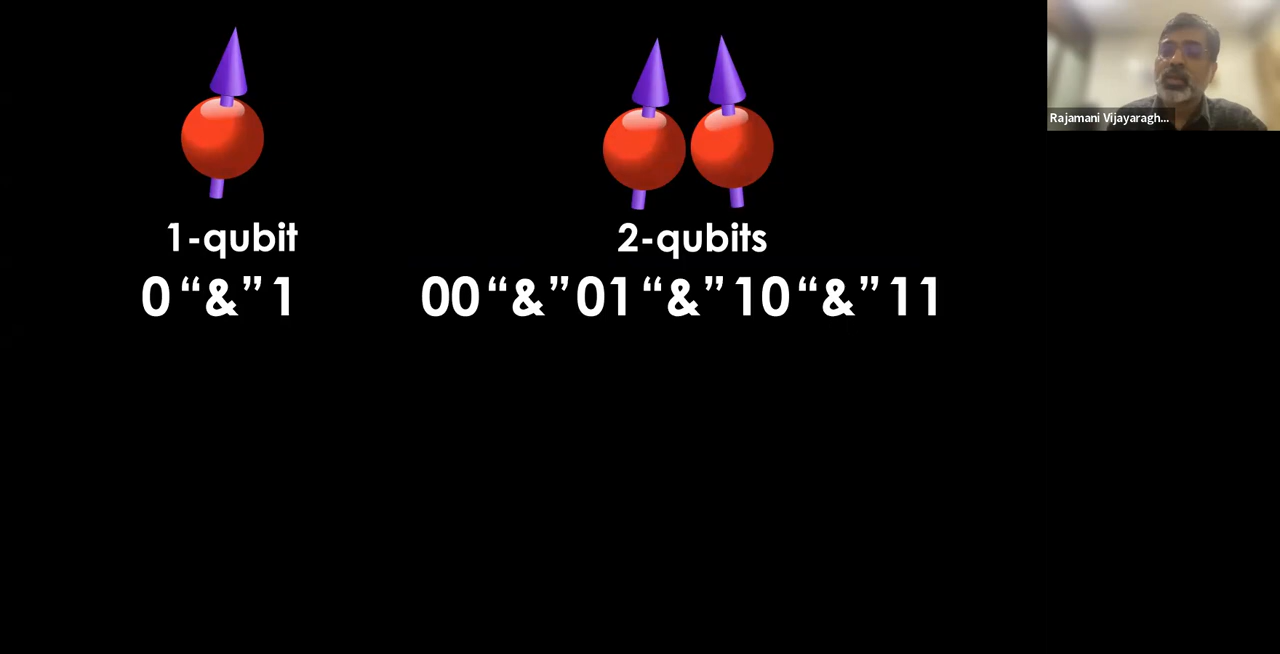 1-qubit
0 “&” 1
2-qubits
00 “&” 01 “&” 10 “&” 11
Rajamani Vijayaragh...